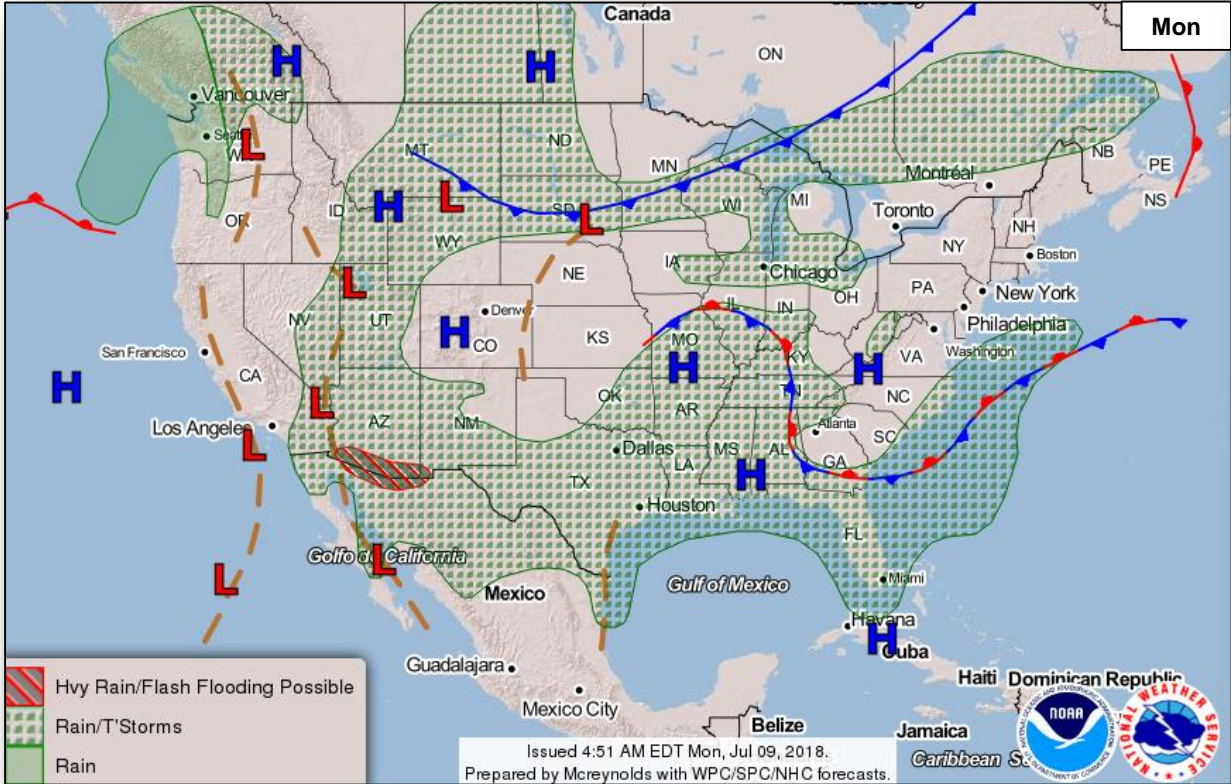 Mon
Canada
ON
Vancouver
H
H
Seattle
WA
L
MT
ND
MN
NB
PE
Montréal
NS
OR
ID
H
L
SD
L
WI
MI
Toronto
NH
WY
NY
Boston
IA
Chicago
NE
L
PA
New York
OH
NV
UT
Denver
IL
IN
Philadelphia
H
CO
KS
MO
Washington
San Francisco
VA
KY
H
H
H
CA
L
OK
TN
NC
AZ
NM
AR
Los Angeles
Atlanta
SC
L
Dallas
MS
AL
GA
LA
H
TX
Houston
FL
Golfo de California
L
L
Mexico
Gulf of Mexico
Miami
Havana
H
Cuba
Guadalajara
Haiti
Dominican Republic
Mexico City
Hvy Rain/Flash Flooding Possible
Rain/T'Storms
Rain
Belize
Jamaica
Caribbean
NOAA
NATIONAL WEATHER SERVICE
Issued 4:51 AM EDT Mon, Jul 09, 2018.
Prepared by Mcreynolds with WPC/SPC/NHC forecasts.